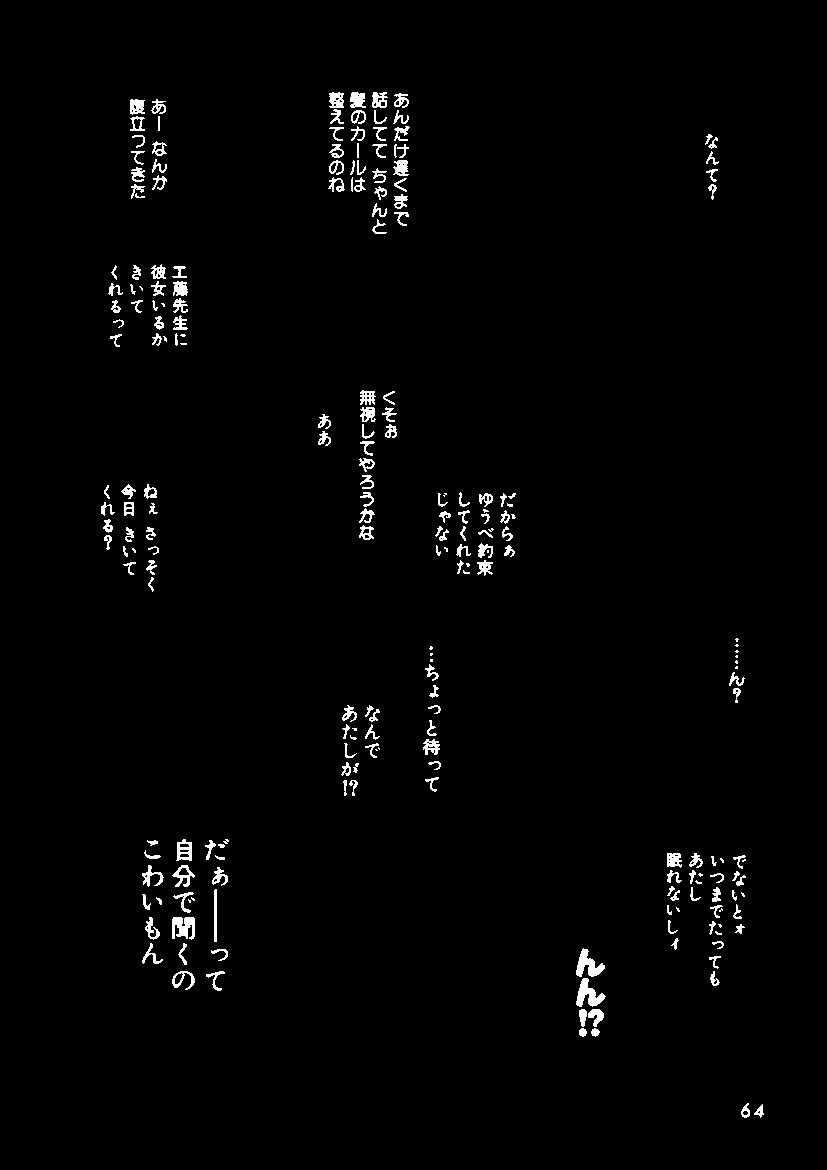 なんて?
あんだけ遅くまで
話してて ちゃんと
髪のカールは
整えてるのね
あー なんか
腹立ってきた
工藤先生に
彼女いるか
きいて
くれるって
だからぁ
ゆうべ約束
してくれた
じゃない
くそぉ
無視してやろうかな
ああ
ねぇ さっそく
今日 きいて
くれる?
……ん?
…ちょっと待って
なんで
あたしが!?
でないとォ
いつまでたっても
あたし
眠れないしィ
んん!?
だぁ――って
自分で聞くの
こわいもん
64